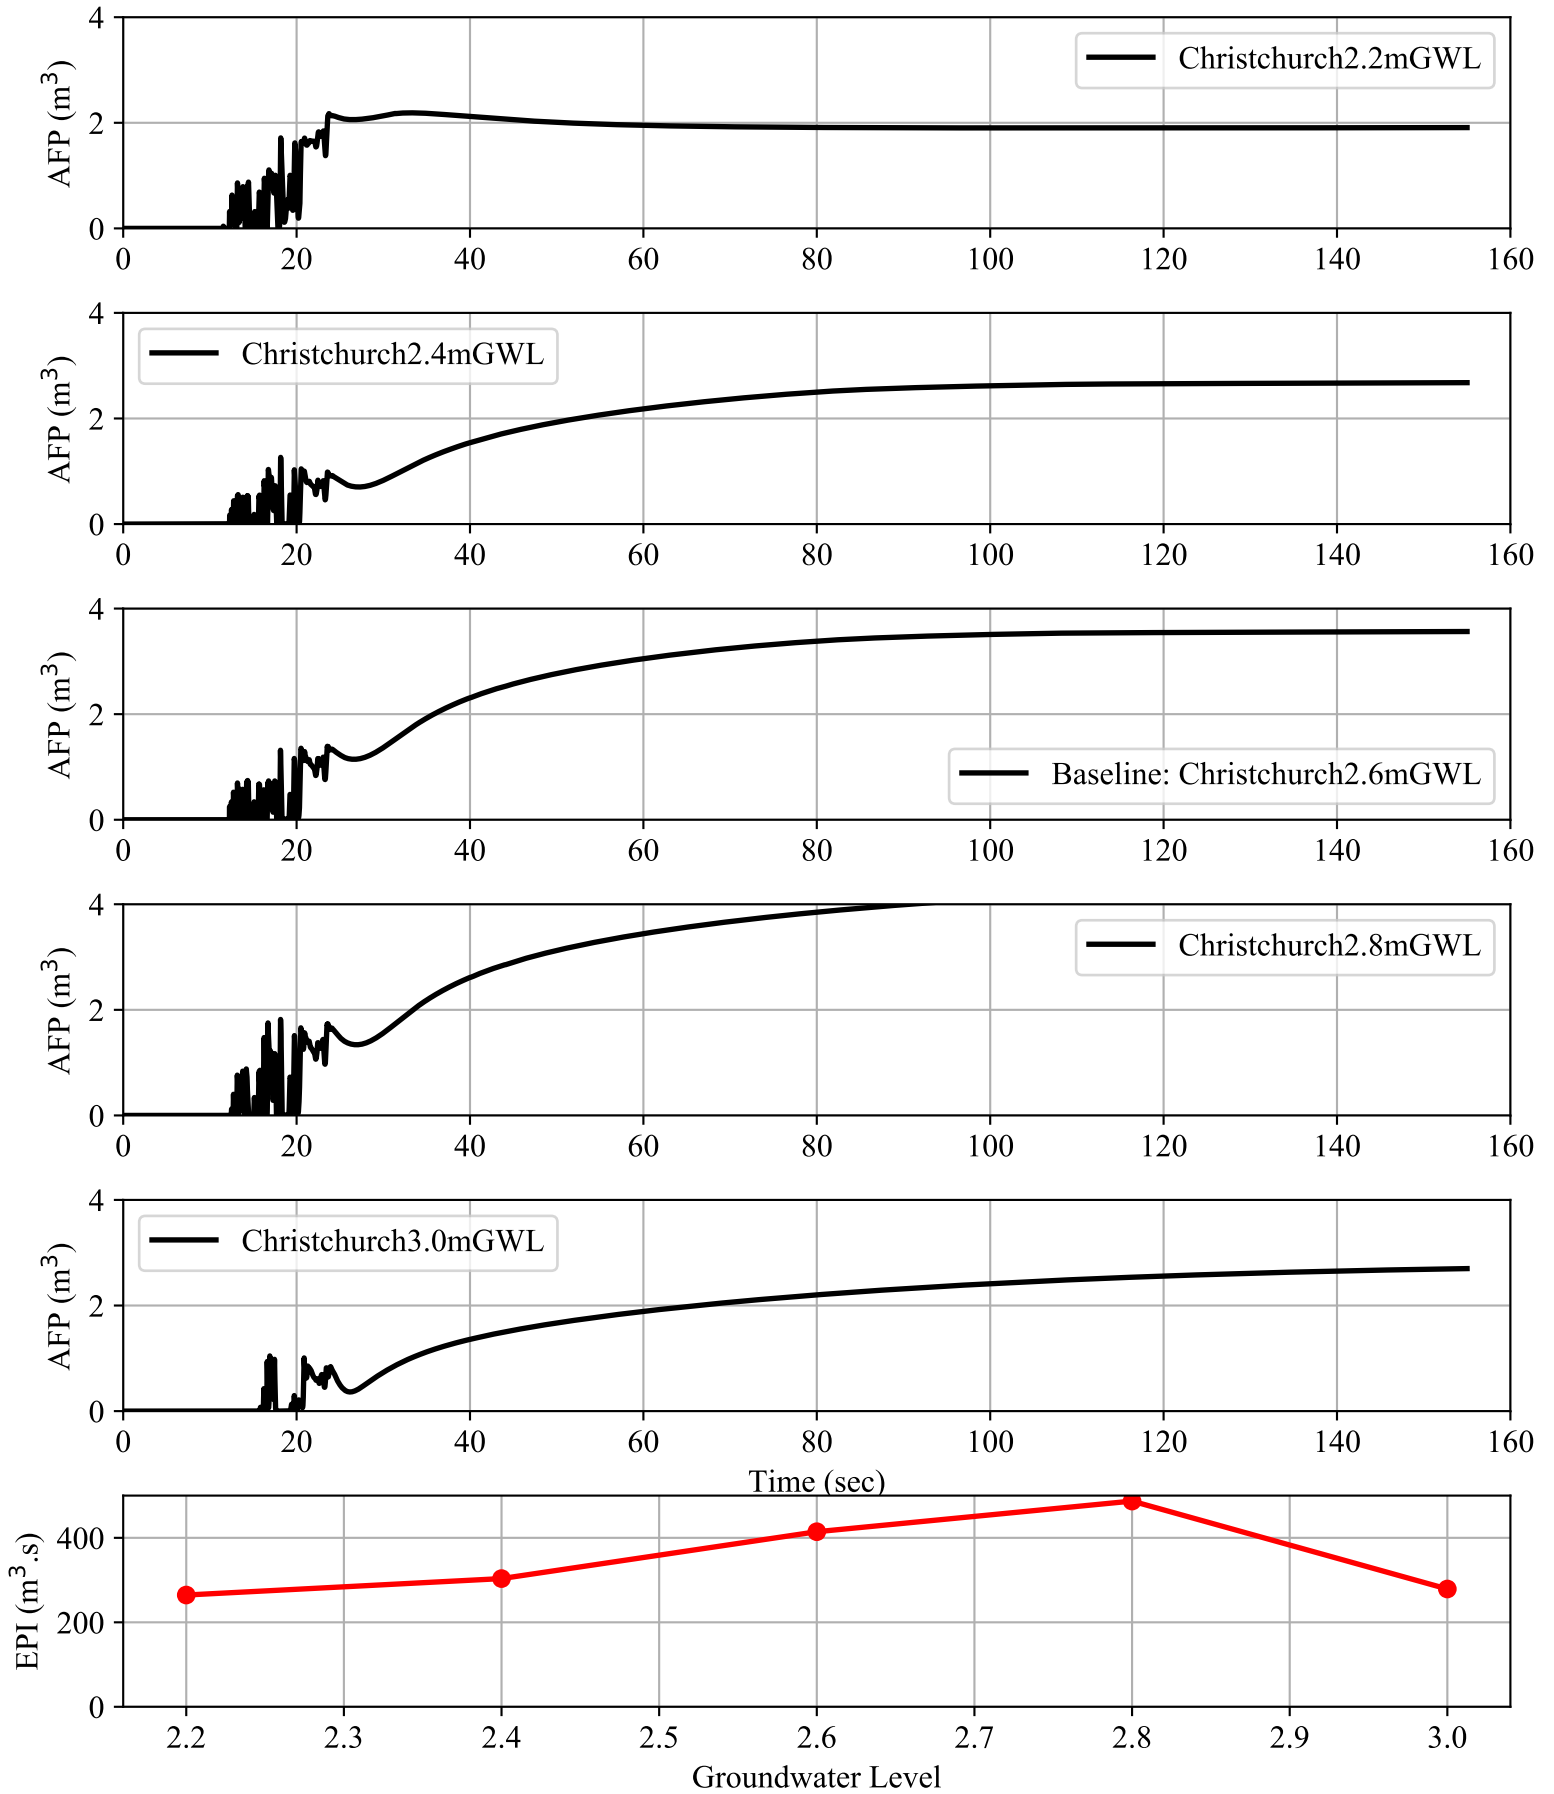 4
2
0
AFP (m³)
Christchurch2.2mGWL
0 20 40 60 80 100 120 140 160
4
2
0
AFP (m³)
Christchurch2.4mGWL
0 20 40 60 80 100 120 140 160
4
2
0
AFP (m³)
Baseline: Christchurch2.6mGWL
0 20 40 60 80 100 120 140 160
4
2
0
AFP (m³)
Christchurch2.8mGWL
0 20 40 60 80 100 120 140 160
4
2
0
AFP (m³)
Christchurch3.0mGWL
0 20 40 60 80 100 120 140 160
Time (sec)
400
200
0
EPI (m³.s)
2.2 2.3 2.4 2.5 2.6 2.7 2.8 2.9 3.0
Groundwater Level